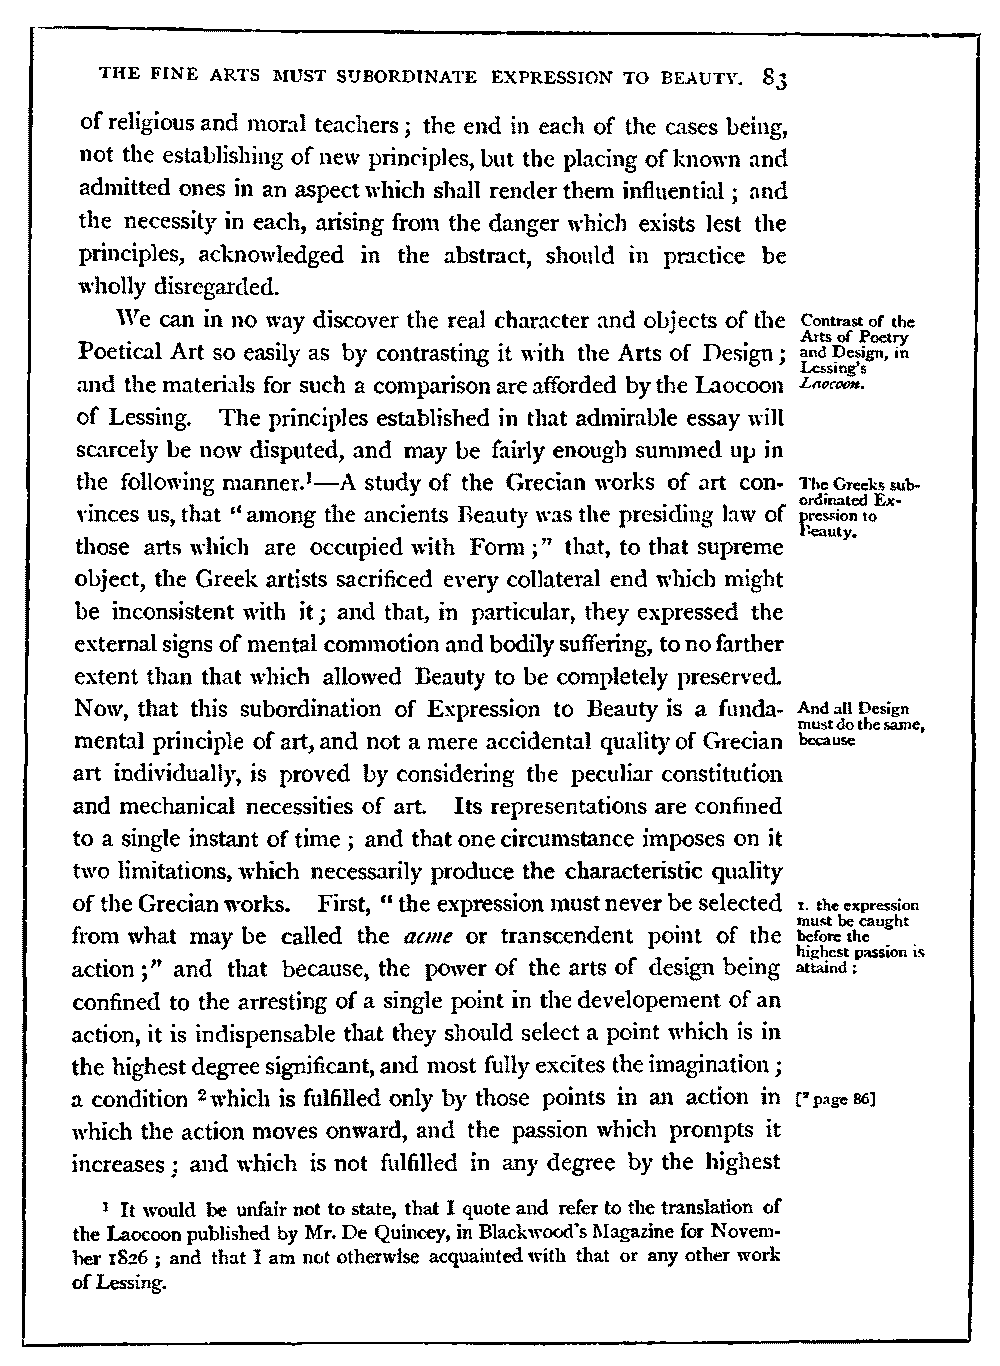 THE FINE ARTS MUST SUBORDINATE EXPRESSION TO BEAUTY. 83
of religious and moral teachers; the end in each of the cases being,
not the establishing of new principles, but the placing of known and
admitted ones in an aspect which shall render them influential; and
the necessity in each, arising from the danger which exists lest the
principles, acknowledged in the abstract, should in practice be
wholly disregarded.
We can in no way discover the real character and objects of the
Poetical Art so easily as by contrasting it with the Arts of Design;
and the materials for such a comparison are afforded by the Laocoon
of Lessing. The principles established in that admirable essay will
scarcely be now disputed, and may be fairly enough summed up in
the following manner.¹—A study of the Grecian works of art con-
vinces us, that "among the ancients Beauty was the presiding law of
those arts which are occupied with Form;" that, to that supreme
object, the Greek artists sacrificed every collateral end which might
be inconsistent with it; and that, in particular, they expressed the
external signs of mental commotion and bodily suffering, to no farther
extent than that which allowed Beauty to be completely preserved.
Now, that this subordination of Expression to Beauty is a funda-
mental principle of art, and not a mere accidental quality of Grecian
art individually, is proved by considering the peculiar constitution
and mechanical necessities of art. Its representations are confined
to a single instant of time; and that one circumstance imposes on it
two limitations, which necessarily produce the characteristic quality
of the Grecian works. First, "the expression must never be selected
from what may be called the acme or transcendent point of the
action;" and that because, the power of the arts of design being
confined to the arresting of a single point in the developement of an
action, it is indispensable that they should select a point which is in
the highest degree significant, and most fully excites the imagination;
a condition ²which is fulfilled only by those points in an action in
which the action moves onward, and the passion which prompts it
increases; and which is not fulfilled in any degree by the highest
Contrast of the
Arts of Poetry
and Design, in
Lessing's
Laocoon.
The Greeks sub-
ordinated Ex-
pression to
Beauty.
And all Design
must do the same,
because
1. the expression
must be caught
before the
highest passion is
attaind:
[² page 86]
¹ It would be unfair not to state, that I quote and refer to the translation of
the Laocoon published by Mr. De Quincey, in Blackwood's Magazine for Novem-
ber 1826; and that I am not otherwise acquainted with that or any other work
of Lessing.